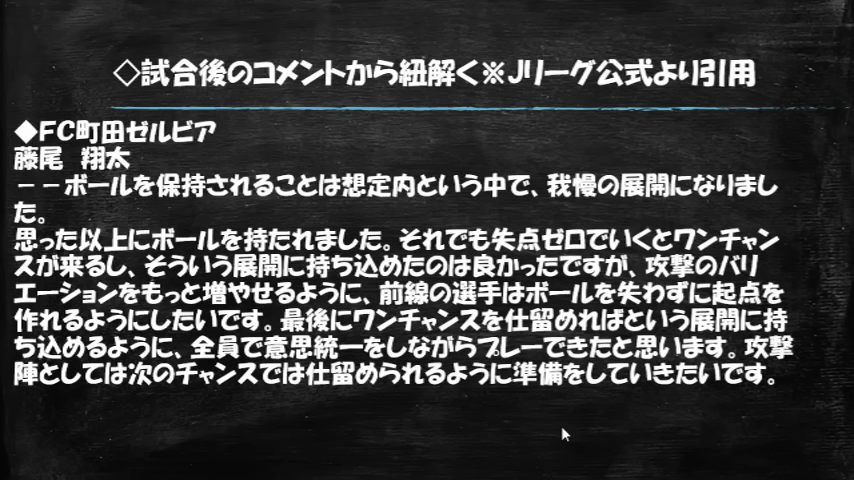 ◇試合後のコメントから紐解く※Jリーグ公式より引用
◆FC町田ゼルビア
藤尾　翔太
－－ボールを保持されることは想定内という中で、我慢の展開になりまし
た。
思った以上にボールを持たれました。それでも失点ゼロでいくとワンチャン
スが来るし、そういう展開に持ち込めたのは良かったですが、攻撃のバリ
エーションをもっと増やせるように、前線の選手はボールを失わずに起点を
作れるようにしたいです。最後にワンチャンスを仕留めればという展開に持
ち込めるように、全員で意思統一をしながらプレーできたと思います。攻撃
陣としては次のチャンスでは仕留められるように準備をしていきたいです。